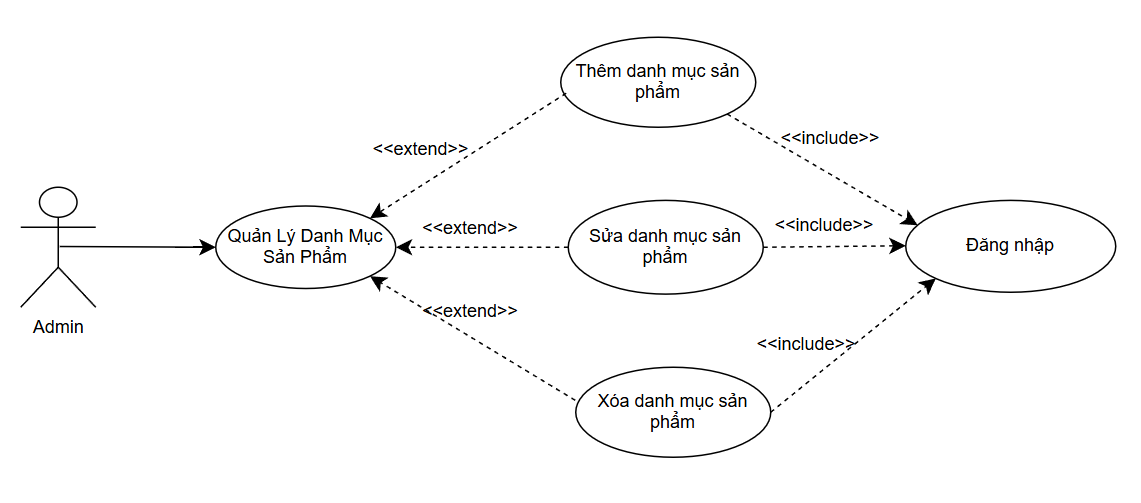 Thêm danh mục sản
phẩm
<<extend>>
<<include>>
Quản Lý Danh Mục
Sản Phẩm
<<extend>>
Sửa danh mục sản
phẩm
<<include>>
Đăng nhập
Admin
<<extend>>
<<include>>
Xóa danh mục sản
phẩm